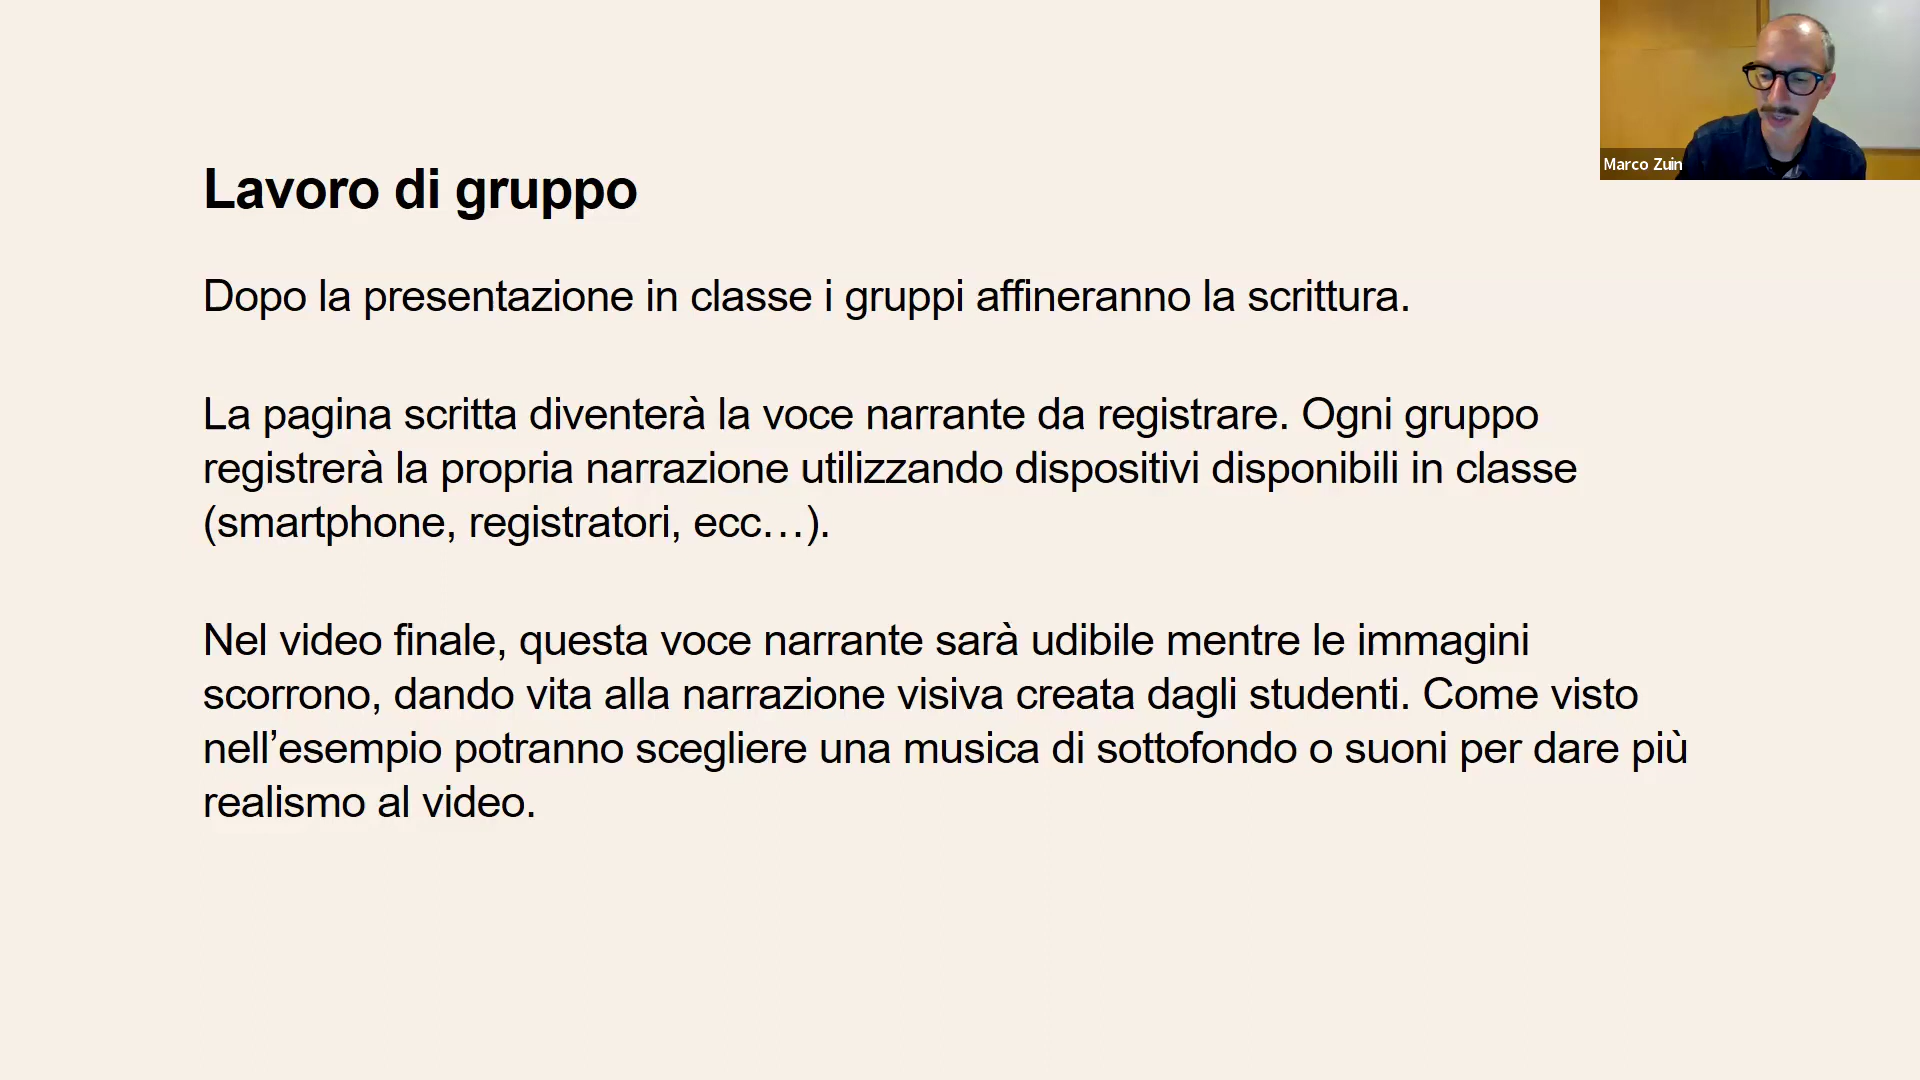 Lavoro di gruppo
Dopo la presentazione in classe i gruppi affineranno la scrittura.
La pagina scritta diventerà la voce narrante da registrare. Ogni gruppo
registrerà la propria narrazione utilizzando dispositivi disponibili in classe
(smartphone, registratori, ecc…).
Nel video finale, questa voce narrante sarà udibile mentre le immagini
scorrono, dando vita alla narrazione visiva creata dagli studenti. Come visto
nell’esempio potranno scegliere una musica di sottofondo o suoni per dare più
realismo al video.
Marco Zuin